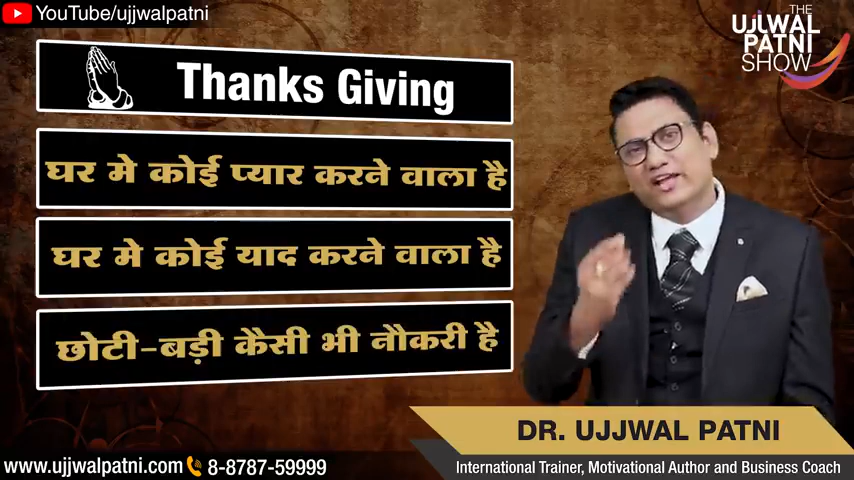 YouTube/ujjwalpatni
THE
UJJWAL
PATNI
SHOW
Thanks Giving
घर मे कोई प्यार करने वाला है
घर मे कोई याद करने वाला है
छोटी-बड़ी कैसी भी नौकरी है
DR. UJJWAL PATNI
www.ujjwalpatni.com 8-8787-59999
International Trainer, Motivational Author and Business Coach